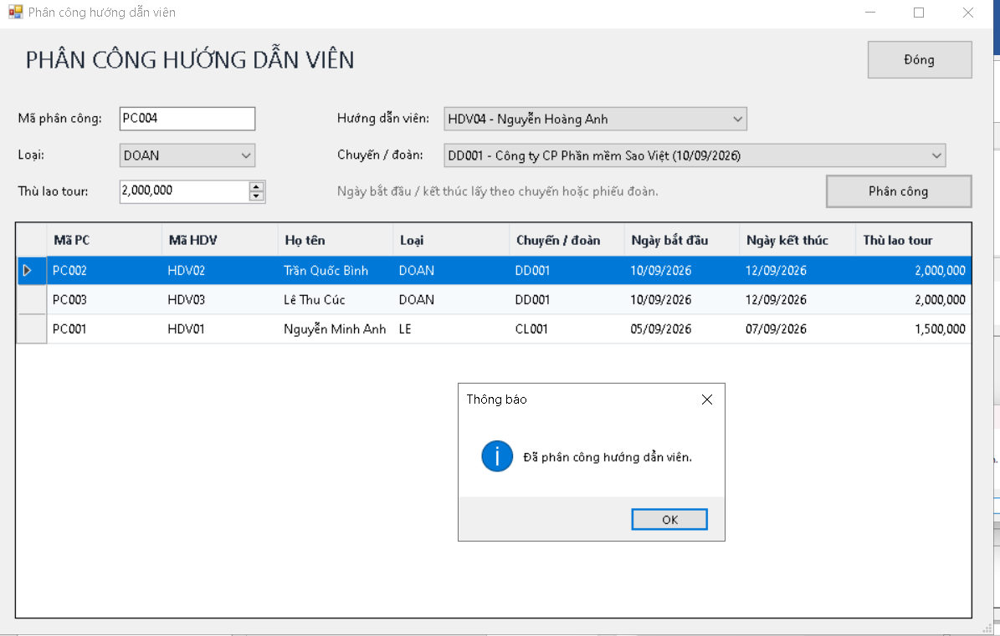 Phân công hướng dẫn viên
PHÂN CÔNG HƯỚNG DẪN VIÊN
Đóng
Mã phân công: PC004 Hướng dẫn viên: HDV04 - Nguyễn Hoàng Anh
Loại: DOAN Chuyến / đoàn: DD001 - Công ty CP Phần mềm Sao Việt (10/09/2026)
Thù lao tour: 2,000,000 Ngày bắt đầu / kết thúc lấy theo chuyến hoặc phiếu đoàn. Phân công
Mã PC Mã HDV Họ tên Loại Chuyến / đoàn Ngày bắt đầu Ngày kết thúc Thù lao tour
PC002 HDV02 Trần Quốc Bình DOAN DD001 10/09/2026 12/09/2026 2,000,000
PC003 HDV03 Lê Thu Cúc DOAN DD001 10/09/2026 12/09/2026 2,000,000
PC001 HDV01 Nguyễn Minh Anh LE CL001 05/09/2026 07/09/2026 1,500,000
Thông báo
Đã phân công hướng dẫn viên.
OK